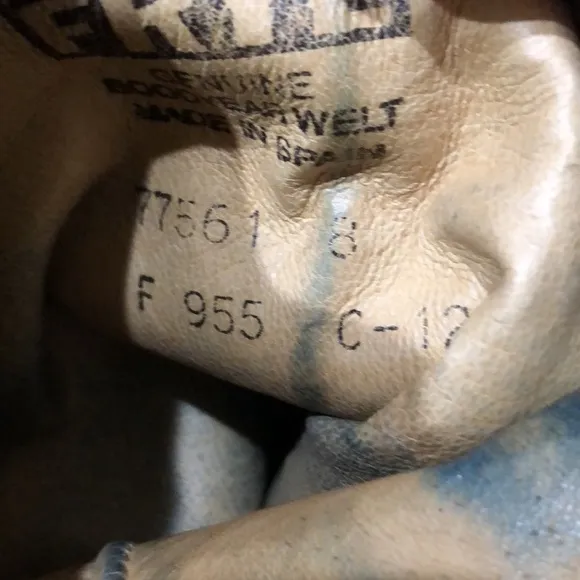 GENUINE
GOODYEAR WELT
MADE IN SPAIN
77561 8
F 955 C-12